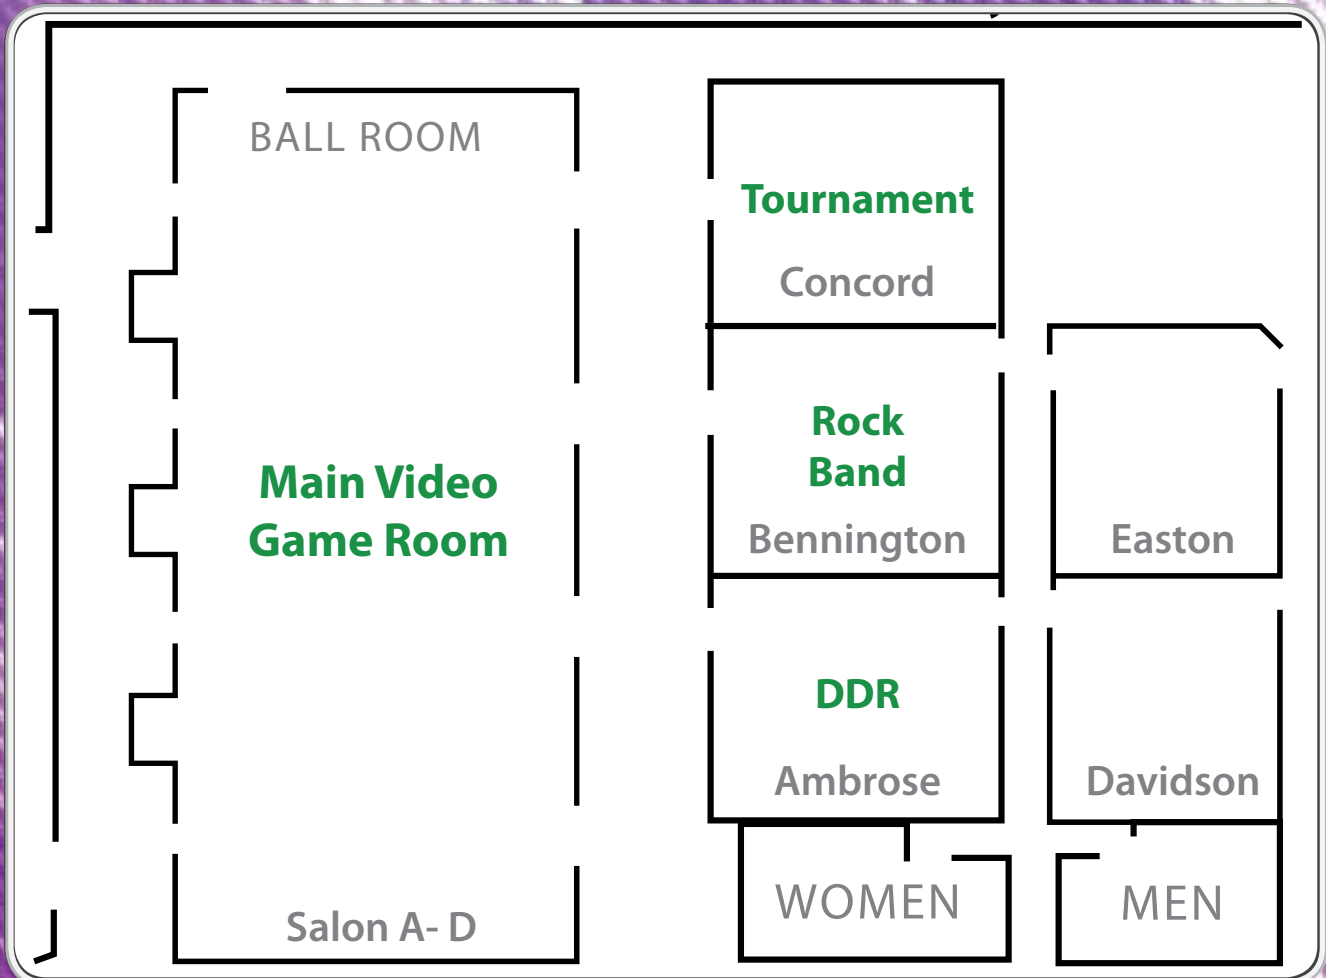 BALL ROOM
Main Video
Game Room
Salon A- D
Tournament
Concord
Rock
Band
Bennington
Easton
DDR
Ambrose
Davidson
WOMEN
MEN